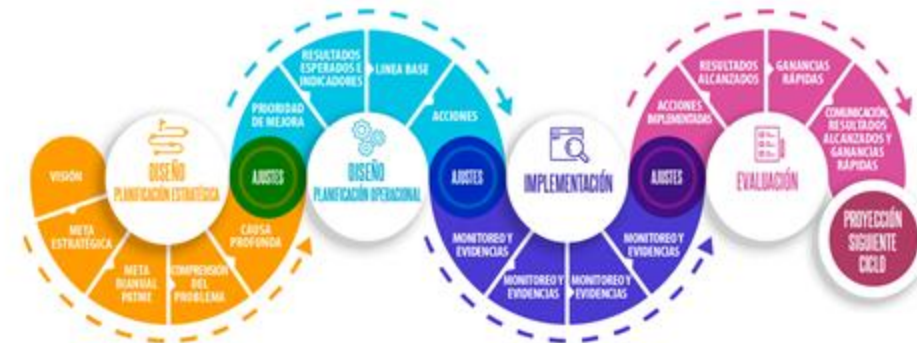 VISIÓN
META
ESTRATÉGICA
META
BIANUAL
PATME
COMPRENSIÓN
DEL
PROBLEMA
CAUSA
PROFUNDA
DISEÑO
PLANIFICACIÓN ESTRATÉGICA
AJUSTES
PRIORIDAD
DE MEJORA
RESULTADOS
ESPERADOS E
INDICADORES
LINEA BASE
ACCIONES
DISEÑO
PLANIFICACIÓN OPERACIONAL
AJUSTES
MONITOREO Y
EVIDENCIAS
MONITOREO Y
EVIDENCIAS
MONITOREO Y
EVIDENCIAS
MONITOREO Y
EVIDENCIAS
IMPLEMENTACIÓN
AJUSTES
ACCIONES
IMPLEMENTADAS
RESULTADOS
ALCANZADOS
GANANCIAS
RÁPIDAS
COMUNICACIÓN,
RESULTADOS
ALCANZADOS Y
GANANCIAS
RÁPIDAS
EVALUACIÓN
PROYECCIÓN
SIGUIENTE
CICLO